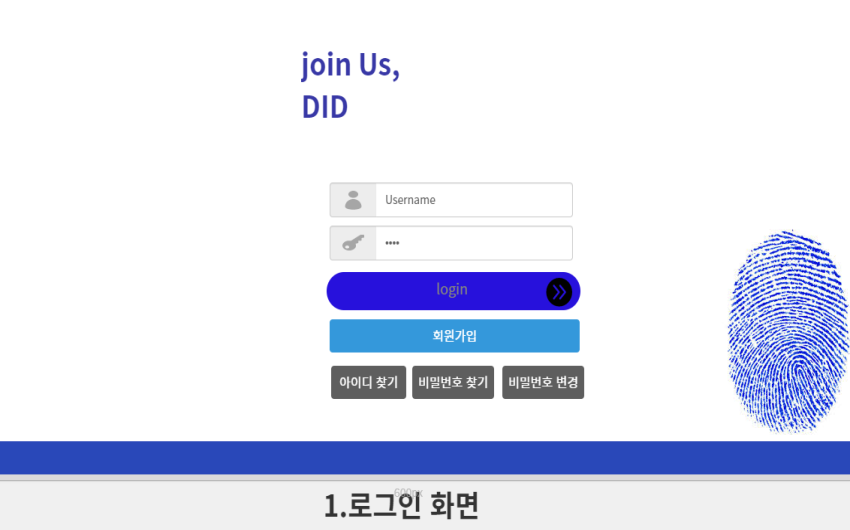 join Us,
DID
Username
••••
login
회원가입
아이디 찾기 비밀번호 찾기 비밀번호 변경
600px
1.로그인 화면